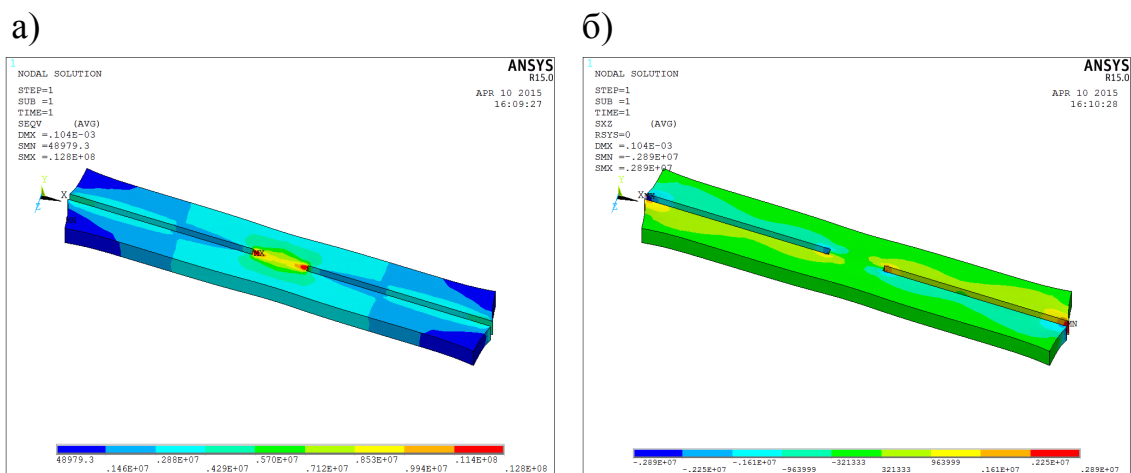 а)
1
NODAL SOLUTION
STEP=1
SUB =1
TIME=1
SEQV (AVG)
DMX =.104E-03
SMN =48979.3
SMX =.128E+08
ANSYS
R15.0
APR 10 2015
16:09:27
Y
X
Z
MX
48979.3 .288E+07 .570E+07 .853E+07 .114E+08
.146E+07 .429E+07 .712E+07 .994E+07 .128E+08
б)
1
NODAL SOLUTION
STEP=1
SUB =1
TIME=1
SXZ (AVG)
RSYS=0
DMX =.104E-03
SMN =-.289E+07
SMX =.289E+07
ANSYS
R15.0
APR 10 2015
16:10:28
Y
X
Z
MN
-.289E+07 -.161E+07 -321333 963999 .225E+07
-.225E+07 -963999 321333 .161E+07 .289E+07